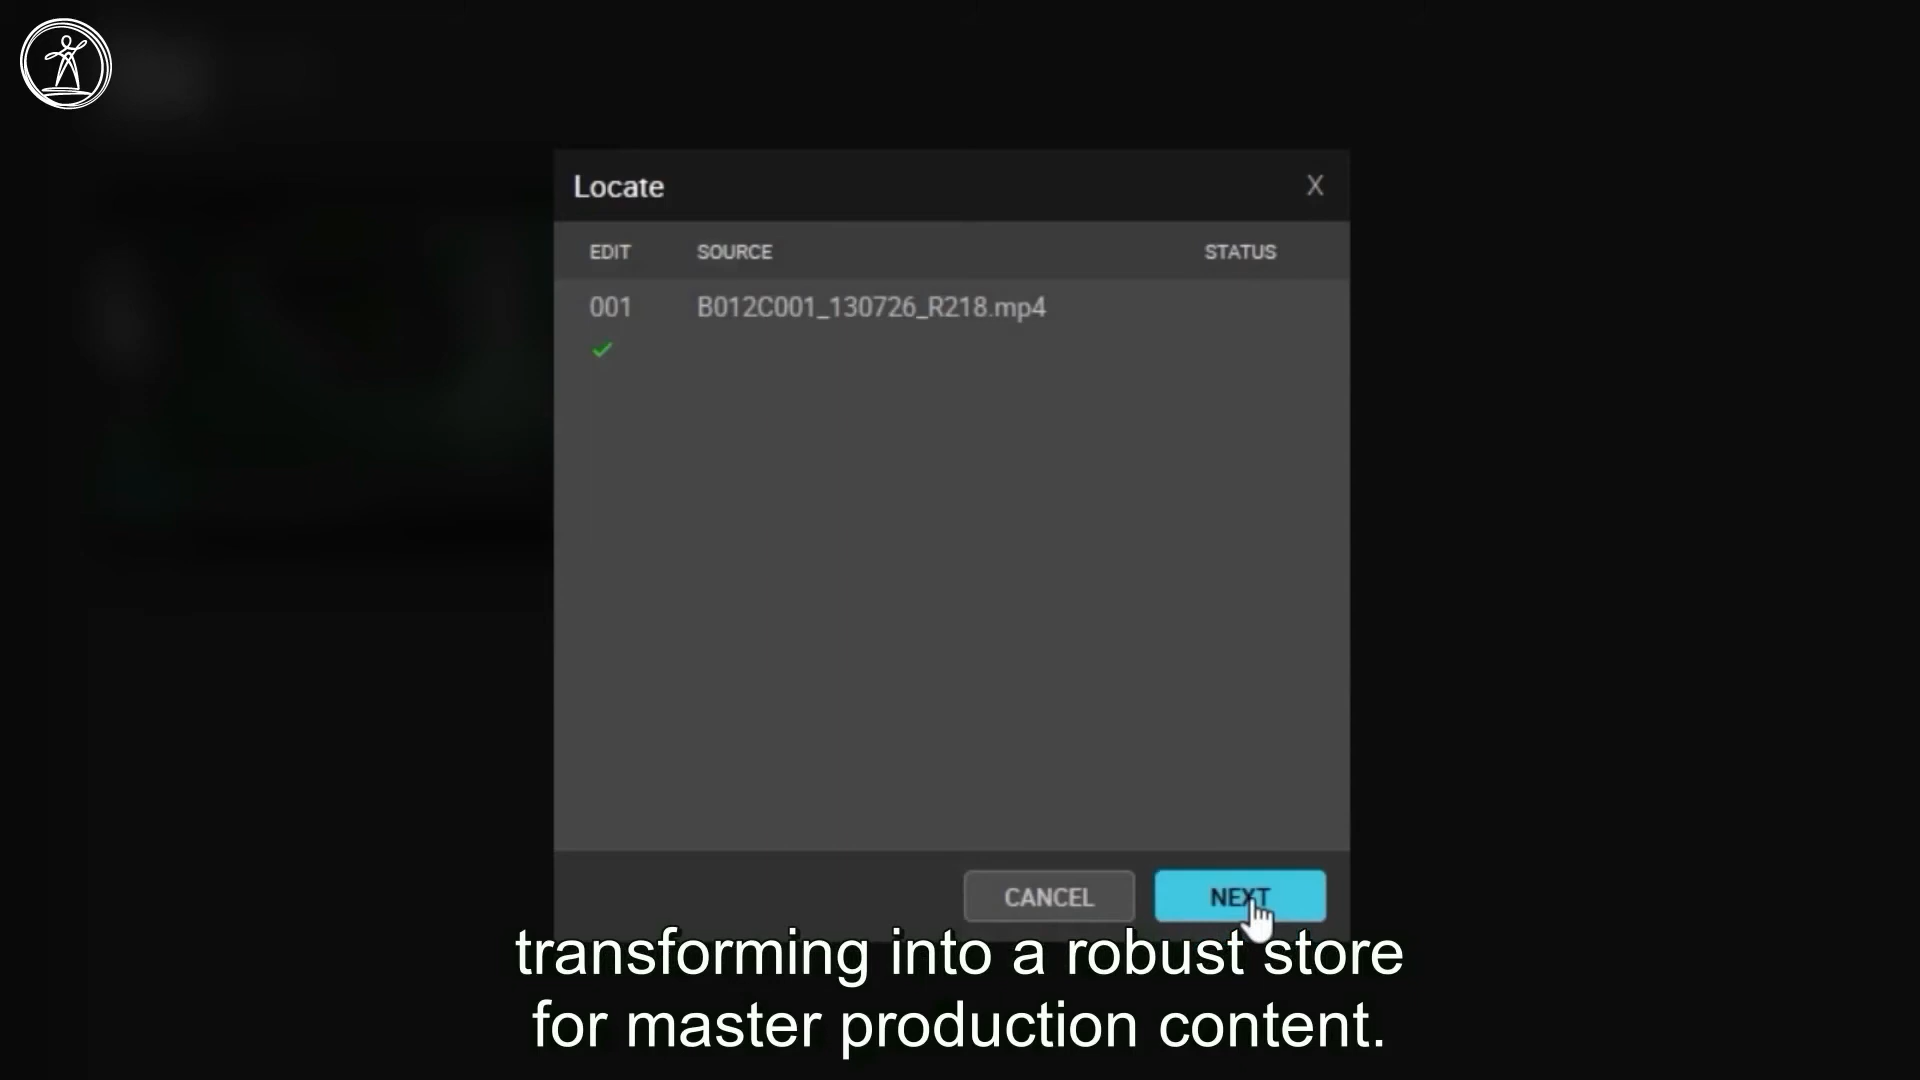 Locate X
EDIT SOURCE STATUS
001 B012C001_130726_R218.mp4
CANCEL NEXT
transforming into a robust store
for master production content.